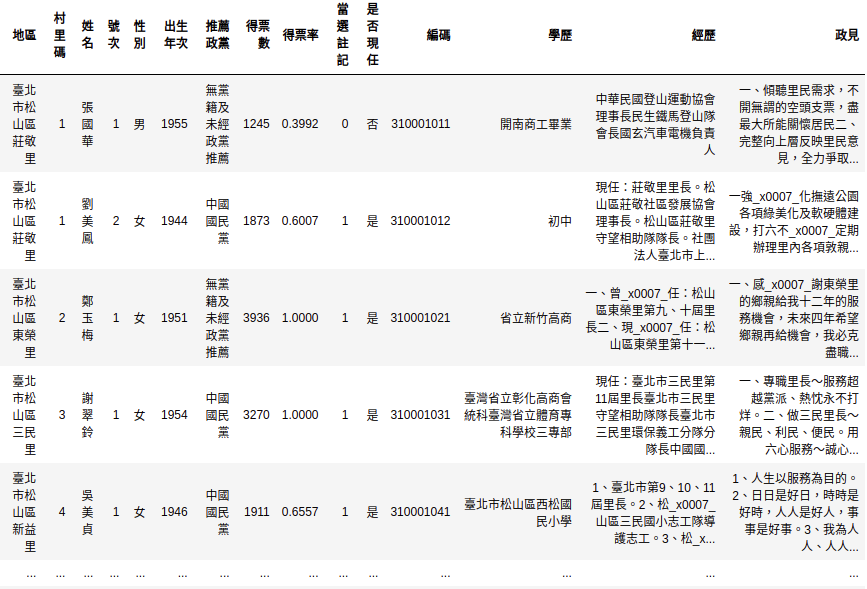 地區 村里碼 姓名 號次 性別 出生年次 推薦政黨 得票數 得票率 當選註記 是否現任 編碼 學歷 經歷 政見
臺北市松山區莊敬里 1 張國華 1 男 1955 無黨籍及未經政黨推薦 1245 0.3992 0 否 310001011 開南商工畢業 中華民國登山運動協會理事長民生鐵馬登山隊會長國玄汽車電機負責人 一、傾聽里民需求，不開無謂的空頭支票，盡最大所能關懷居民二、完整向上層反映里民意見，全力爭取...
臺北市松山區莊敬里 1 劉美鳳 2 女 1944 中國國民黨 1873 0.6007 1 是 310001012 初中 現任：莊敬里里長。松山區莊敬社區發展協會理事長。松山區莊敬里守望相助隊隊長。社團法人臺北市上... 一強_x0007_化撫遠公園各項綠美化及軟硬體建設，打六不_x0007_定期辦理里內各項敦親...
臺北市松山區東榮里 2 鄭玉梅 1 女 1951 無黨籍及未經政黨推薦 3936 1.0000 1 是 310001021 省立新竹高商 一、曾_x0007_任：松山區東榮里第九、十屆里長二、現_x0007_任：松山區東榮里第十一... 一、感_x0007_謝東榮里的鄉親給我十二年的服務機會，未來四年希望鄉親再給機會，我必克盡職...
臺北市松山區三民里 3 謝翠鈴 1 女 1954 中國國民黨 3270 1.0000 1 是 310001031 臺灣省立彰化高商會統科臺灣省立體育專科學校三專部 現任：臺北市三民里第11屆里長臺北市三民里守望相助隊隊長臺北市三民里環保義工分隊分隊長中國國... 一、專職里長～服務超越黨派、熱忱永不打烊。二、做三民里長～親民、利民、便民。用六心服務～誠心...
臺北市松山區新益里 4 吳美貞 1 女 1946 中國國民黨 1911 0.6557 1 是 310001041 臺北市松山區西松國民小學 1、臺北市第9、10、11屆里長。2、松_x0007_山區三民國小志工隊導護志工。3、松_x... 1、人生以服務為目的。2、日日是好日，時時是好時，人人是好人，事事是好事。3、我為人人、人人...
... ... ... ... ... ... ... ... ... ... ... ... ... ... ...